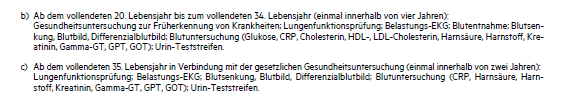 b) Ab dem vollendeten 20. Lebensjahr bis zum vollendeten 34. Lebensjahr (einmal innerhalb von vier Jahren):
Gesundheitsuntersuchung zur Früherkennung von Krankheiten; Lungenfunktionsprüfung; Belastungs-EKG; Blutentnahme; Blutsen-
kung, Blutbild, Differenzialblutbild; Blutuntersuchung (Glukose, CRP, Cholesterin, HDL-, LDL-Cholesterin, Harnsäure, Harnstoff, Kre-
atinin, Gamma-GT, GPT, GOT); Urin-Teststreifen.
c) Ab dem vollendeten 35. Lebensjahr in Verbindung mit der gesetzlichen Gesundheitsuntersuchung (einmal innerhalb von zwei Jahren):
Lungenfunktionsprüfung; Belastungs-EKG; Blutsenkung, Blutbild, Differenzialblutbild; Blutuntersuchung (CRP, Harnsäure, Harn-
stoff, Kreatinin, Gamma-GT, GPT, GOT); Urin-Teststreifen.